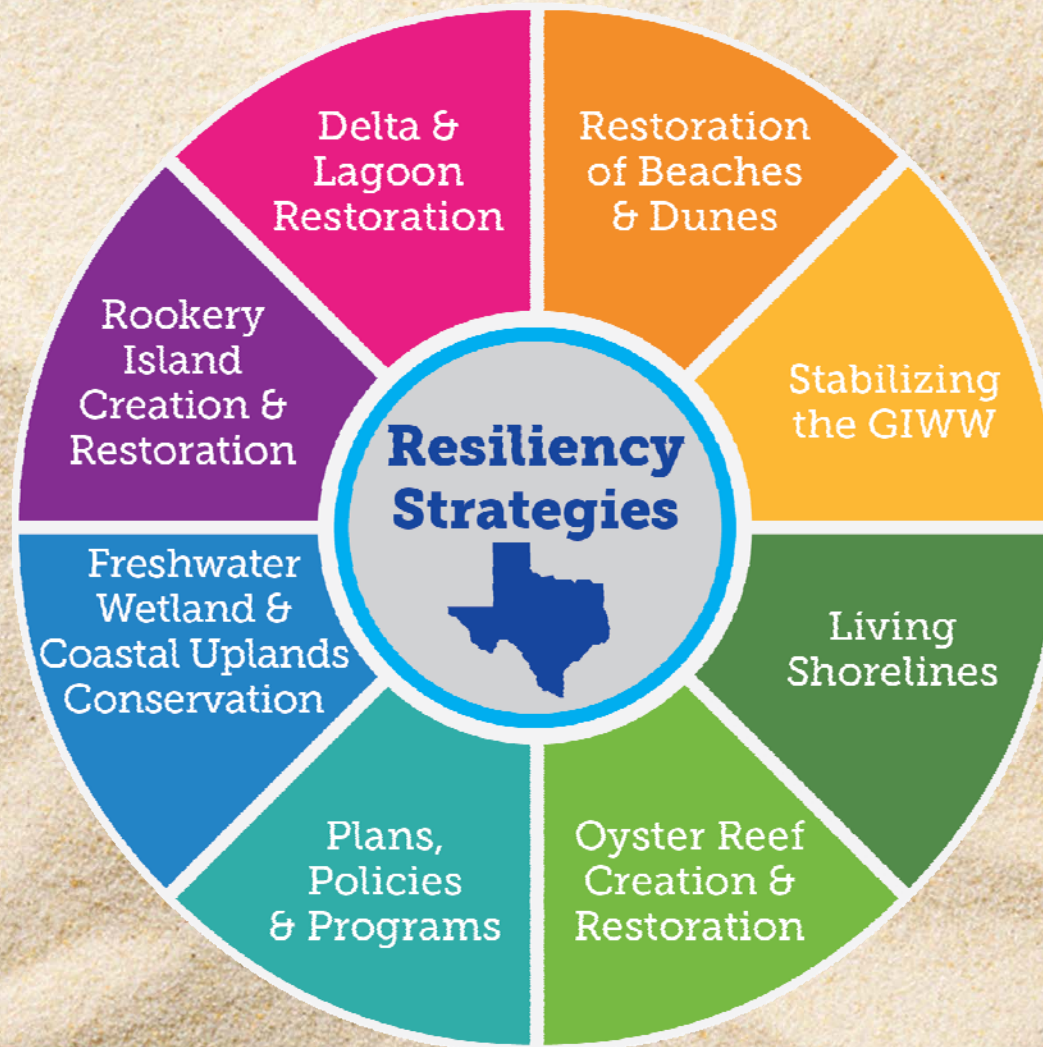 Delta &
Lagoon
Restoration
Restoration
of Beaches
& Dunes
Stabilizing
the GIWW
Living
Shorelines
Oyster Reef
Creation &
Restoration
Plans,
Policies
& Programs
Freshwater
Wetland &
Coastal Uplands
Conservation
Rookery
Island
Creation &
Restoration
Resiliency
Strategies